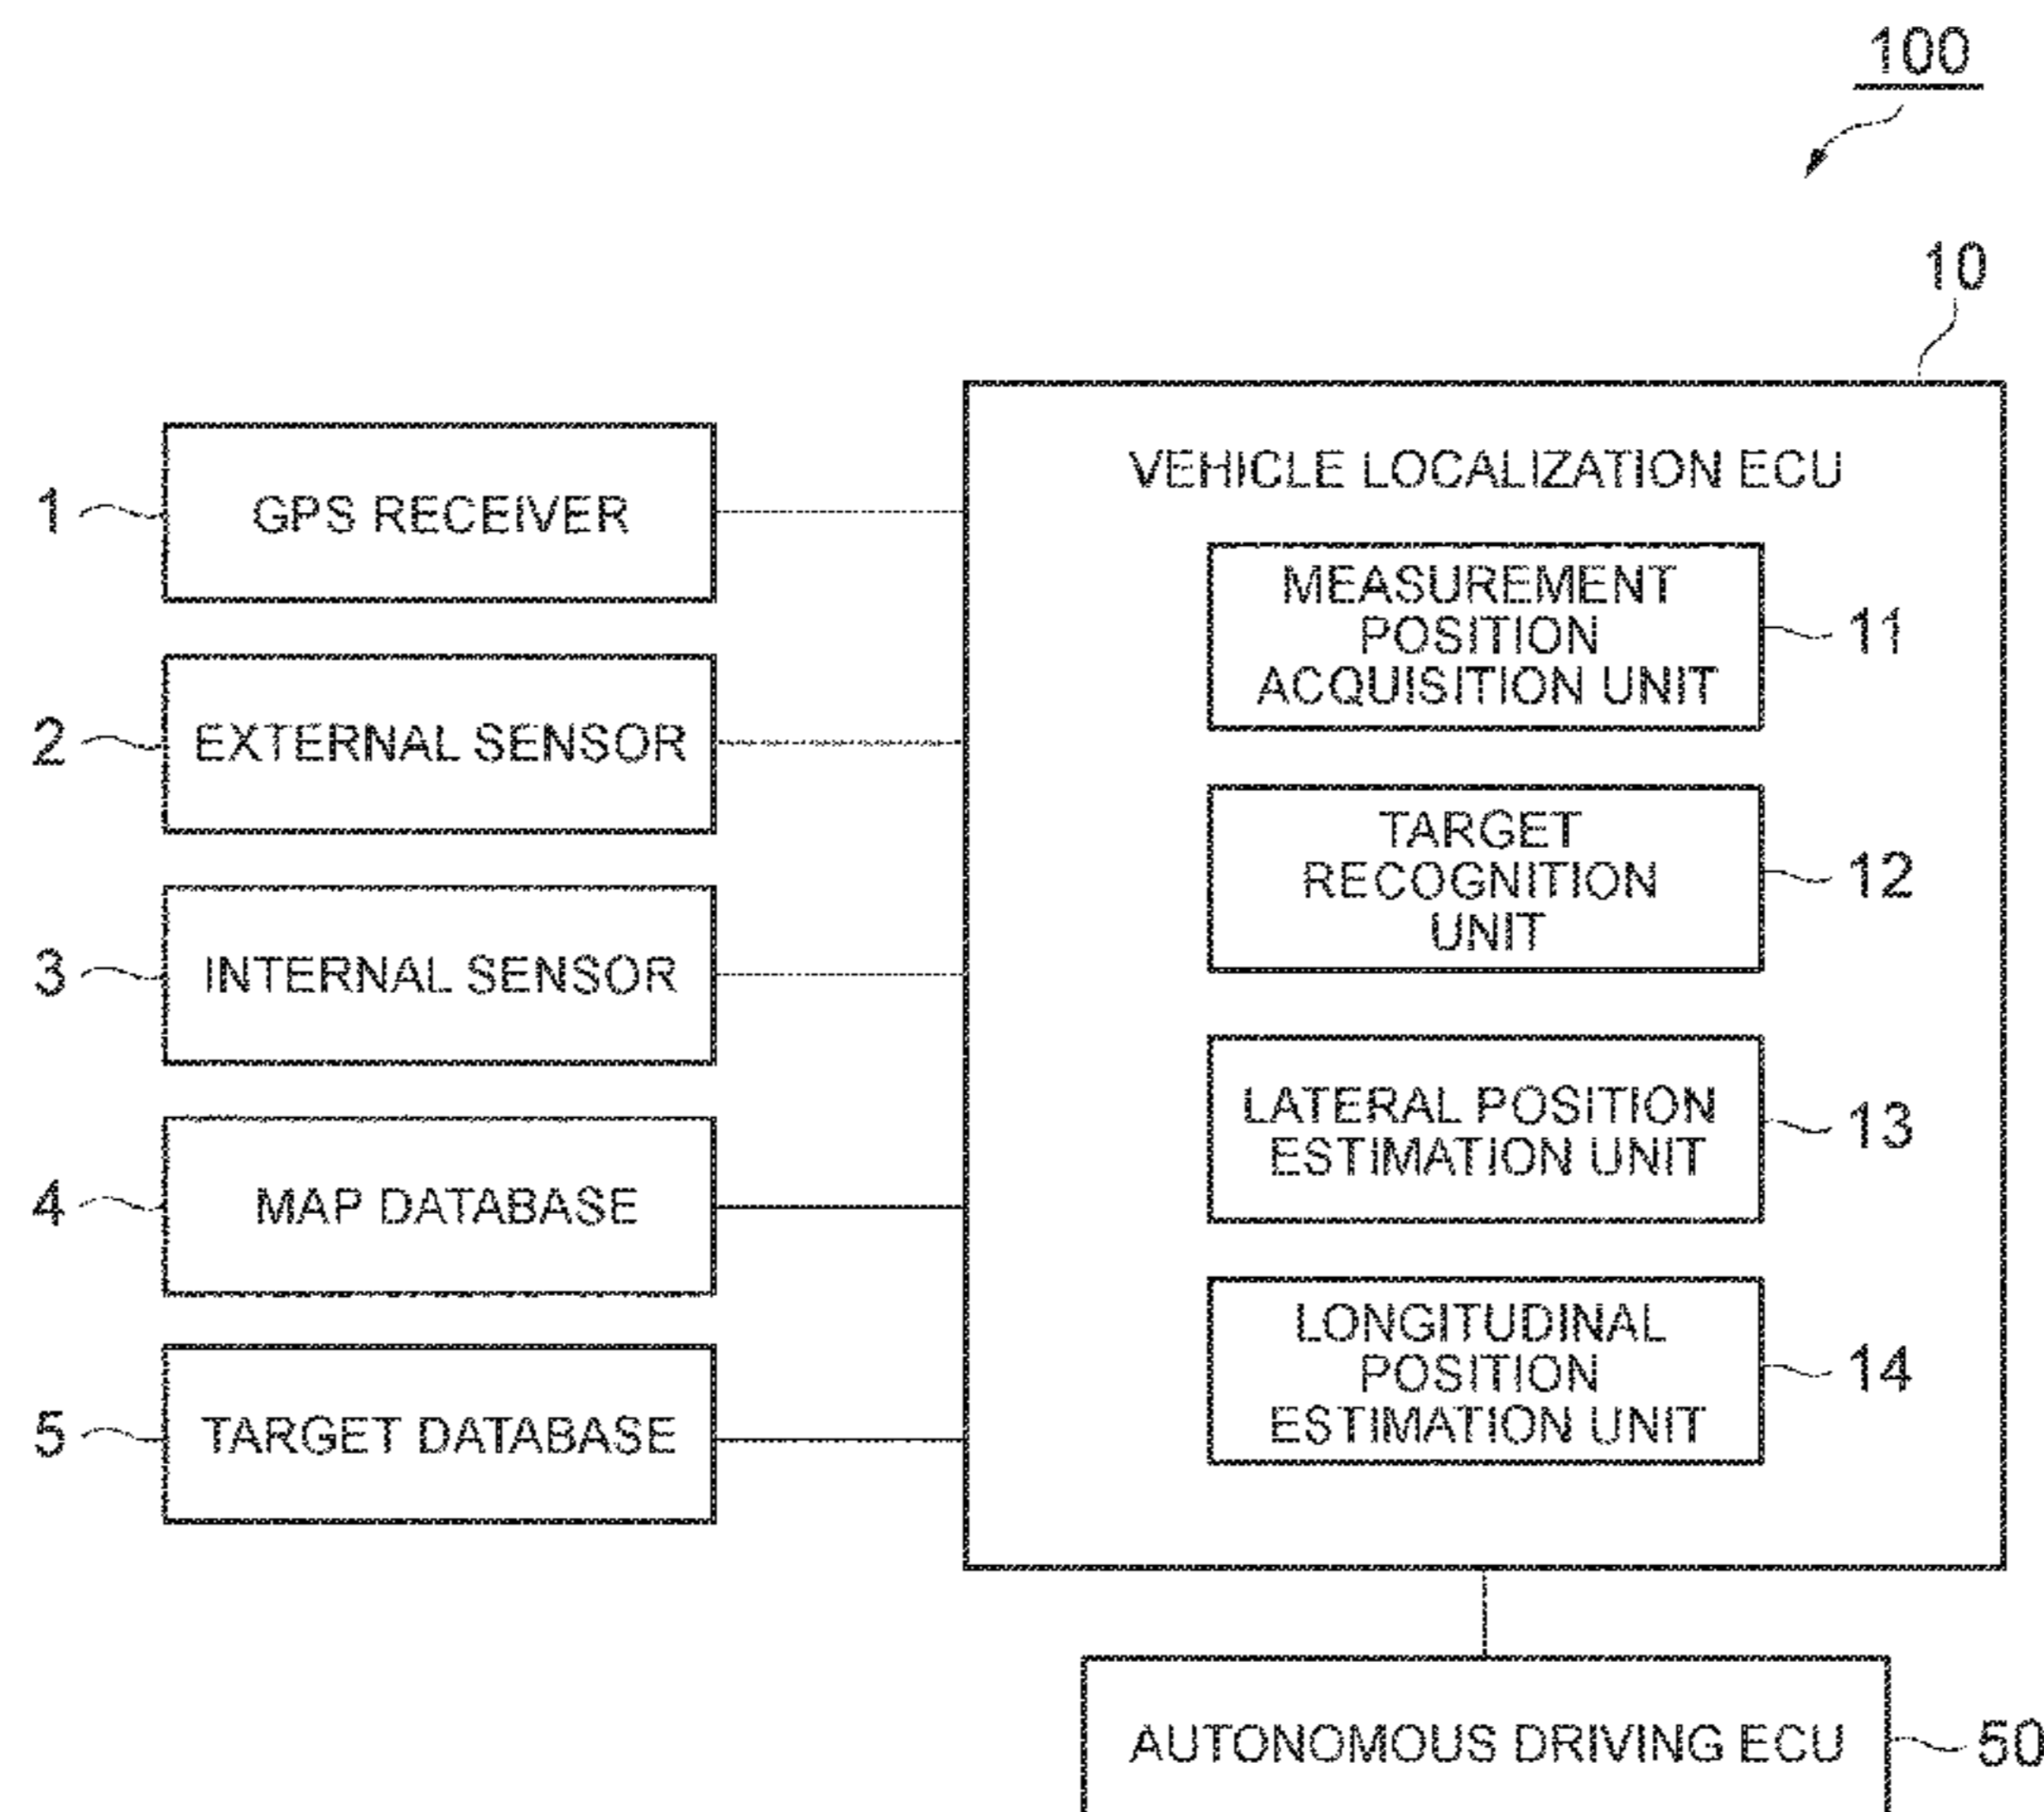 100
10
VEHICLE LOCALIZATION ECU
1
GPS RECEIVER
MEASUREMENT
POSITION
ACQUISITION UNIT
11
2
EXTERNAL SENSOR
TARGET
RECOGNITION
UNIT
12
3
INTERNAL SENSOR
LATERAL POSITION
ESTIMATION UNIT
13
4
MAP DATABASE
LONGITUDINAL
POSITION
ESTIMATION UNIT
14
5
TARGET DATABASE
AUTONOMOUS DRIVING ECU
50